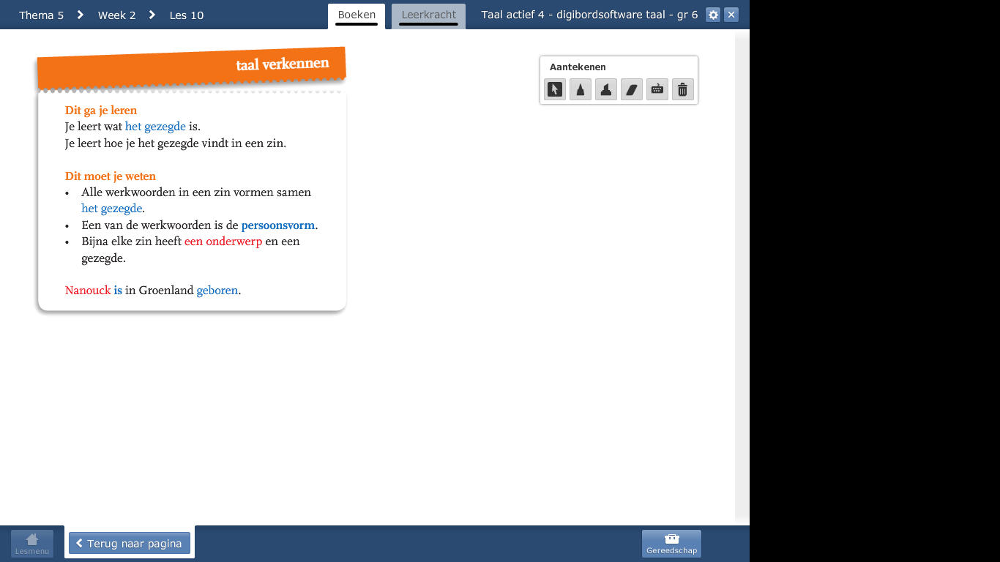 Thema 5 Week 2 Les 10 Boeken Leerkracht Taal actief 4 - digibordsoftware taal - gr 6
taal verkennen
Aantekenen
Dit ga je leren
Je leert wat het gezegde is.
Je leert hoe je het gezegde vindt in een zin.
Dit moet je weten
• Alle werkwoorden in een zin vormen samen
het gezegde.
• Een van de werkwoorden is de persoonsvorm.
• Bijna elke zin heeft een onderwerp en een
gezegde.
Nanouck is in Groenland geboren.
Lesmenu
Terug naar pagina
Gereedschap